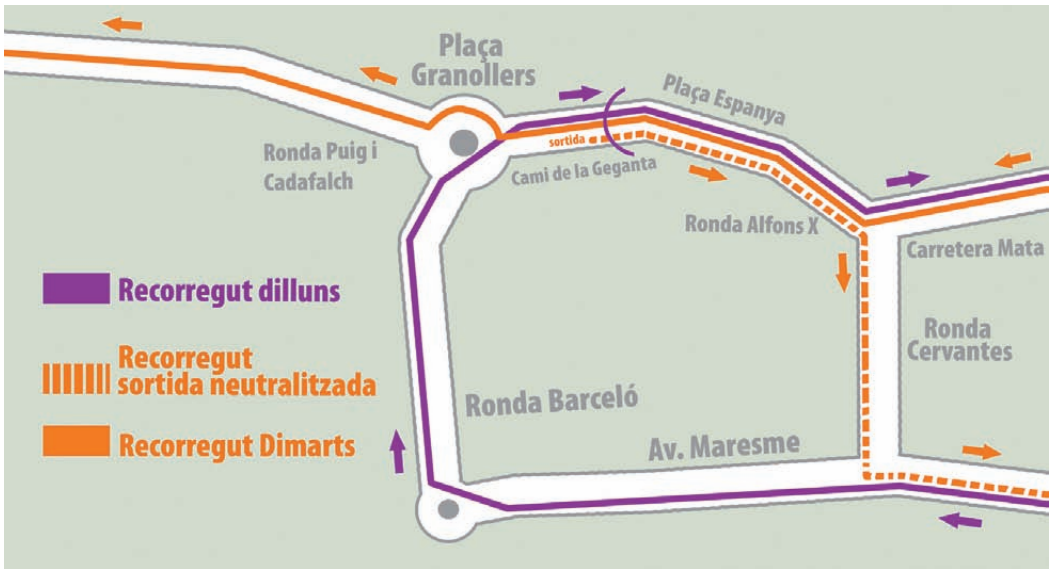 Plaça
Granollers
Plaça Espanya
sortida
Ronda Puig i
Cadafalch
Cami de la Geganta
Ronda Alfons X
Carretera Mata
Recorregut dilluns
Ronda
Cervantes
Recorregut
sortida neutralitzada
Ronda Barceló
Recorregut Dimarts
Av. Maresme